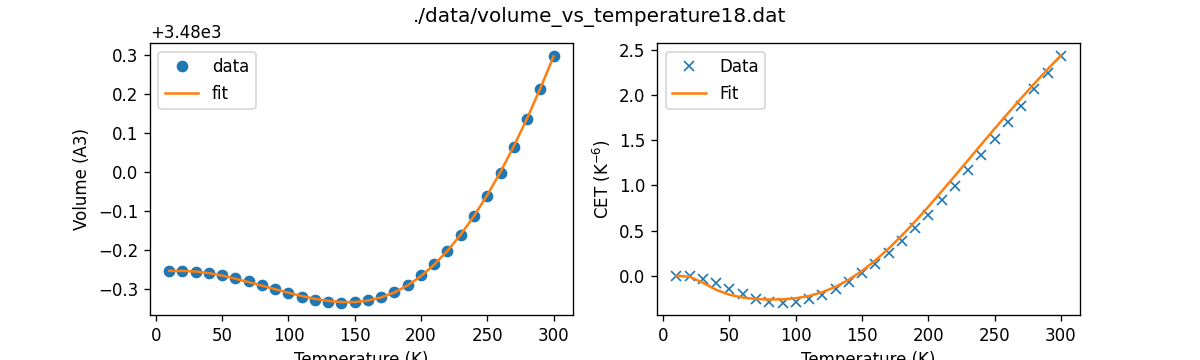 ./data/volume_vs_temperature18.dat
+3.48e3
0.3
0.2
0.1
0.0
−0.1
−0.2
−0.3
Volume (A3)
data
fit
0 50 100 150 200 250 300
Temperature (K)
2.5
2.0
1.5
1.0
0.5
0.0
CET (K⁻⁶)
Data
Fit
0 50 100 150 200 250 300
Temperature (K)